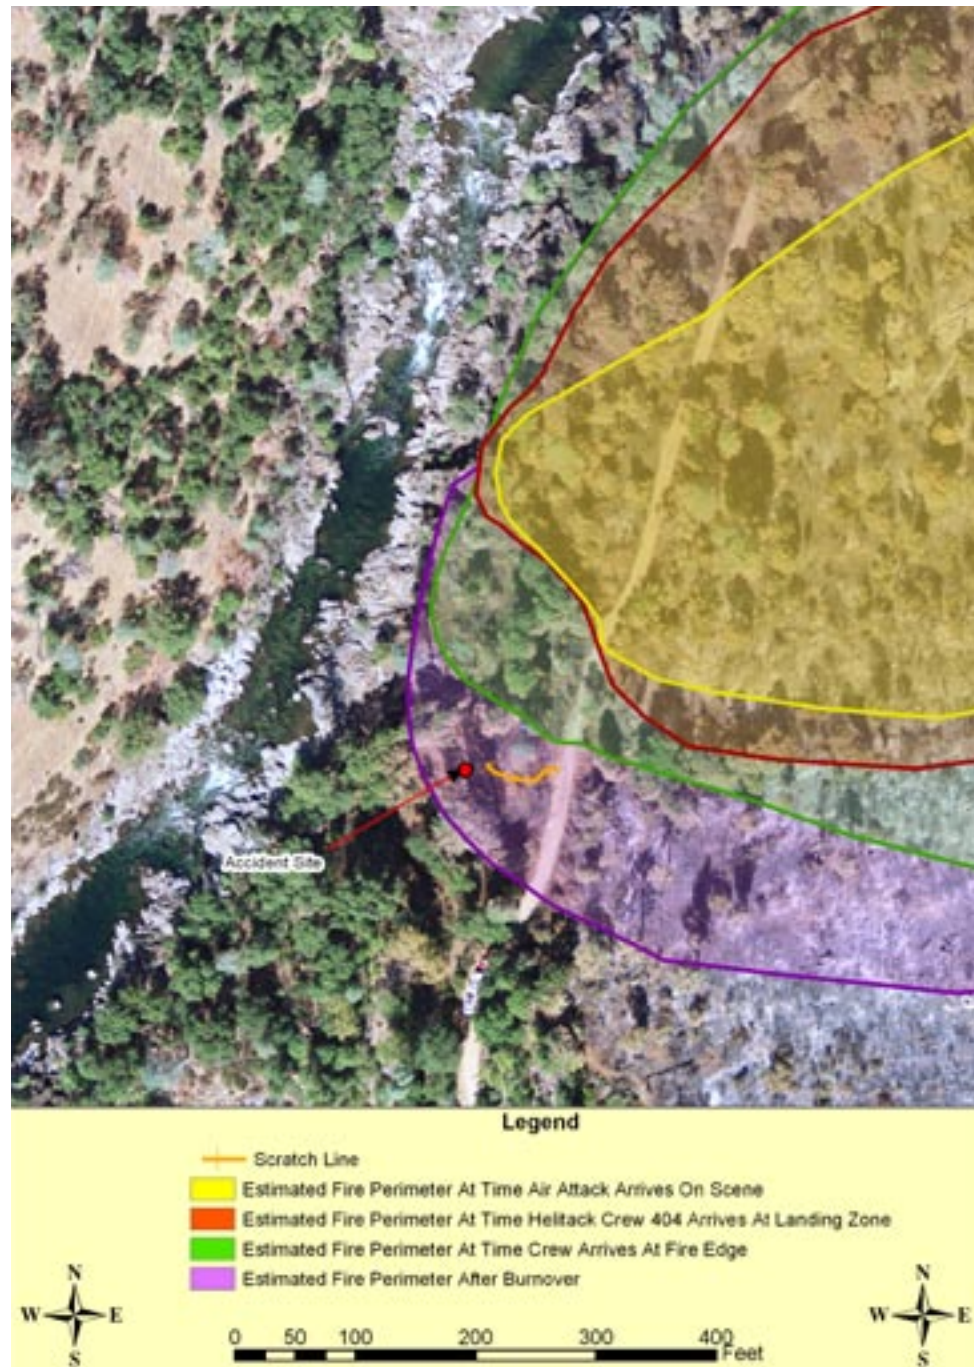 Accident Site
Legend
Scratch Line
Estimated Fire Perimeter At Time Air Attack Arrives On Scene
Estimated Fire Perimeter At Time Helitack Crew 404 Arrives At Landing Zone
Estimated Fire Perimeter At Time Crew Arrives At Fire Edge
Estimated Fire Perimeter After Burnover
N
W E
S
0 50 100 200 300 400
Feet
N
W E
S